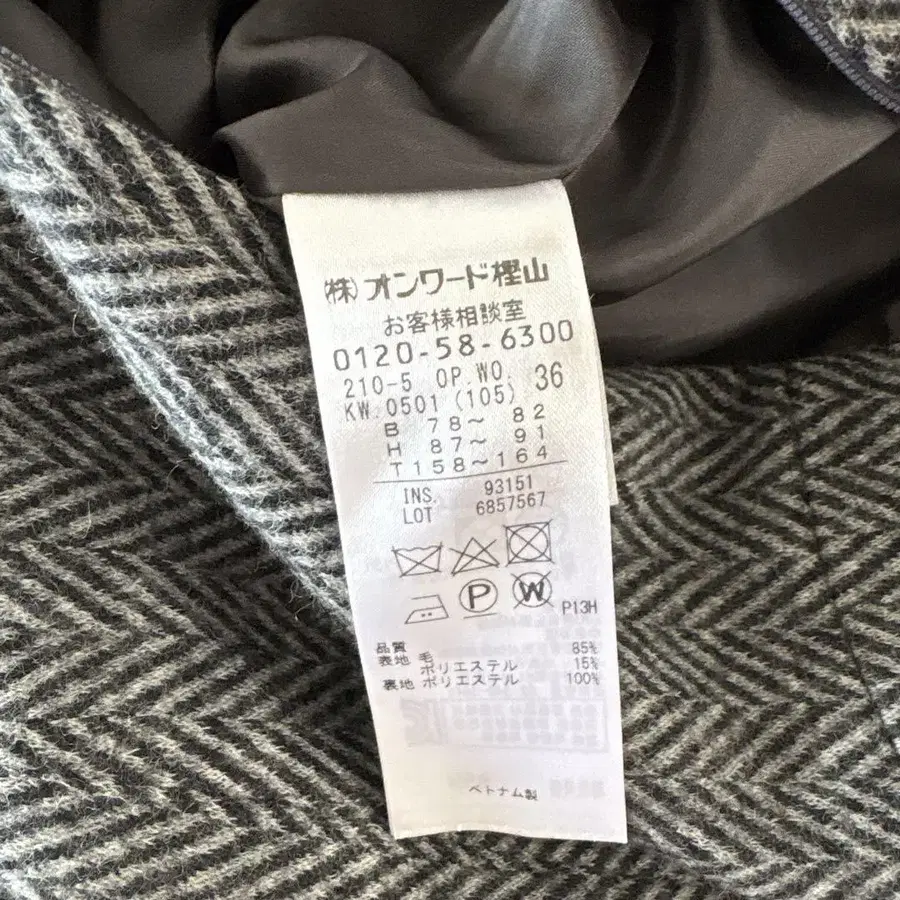 (株)オンワード樫山
お客様相談室
0120-58-6300
210-5 OP.WO. 36
KW 0501 (105)
B 78～ 82
H 87～ 91
T158～164
INS. 93151
LOT 6857567
P W P13H
品質
表地 毛 85%
ポリエステル 15%
裏地 ポリエステル 100%
ベトナム製